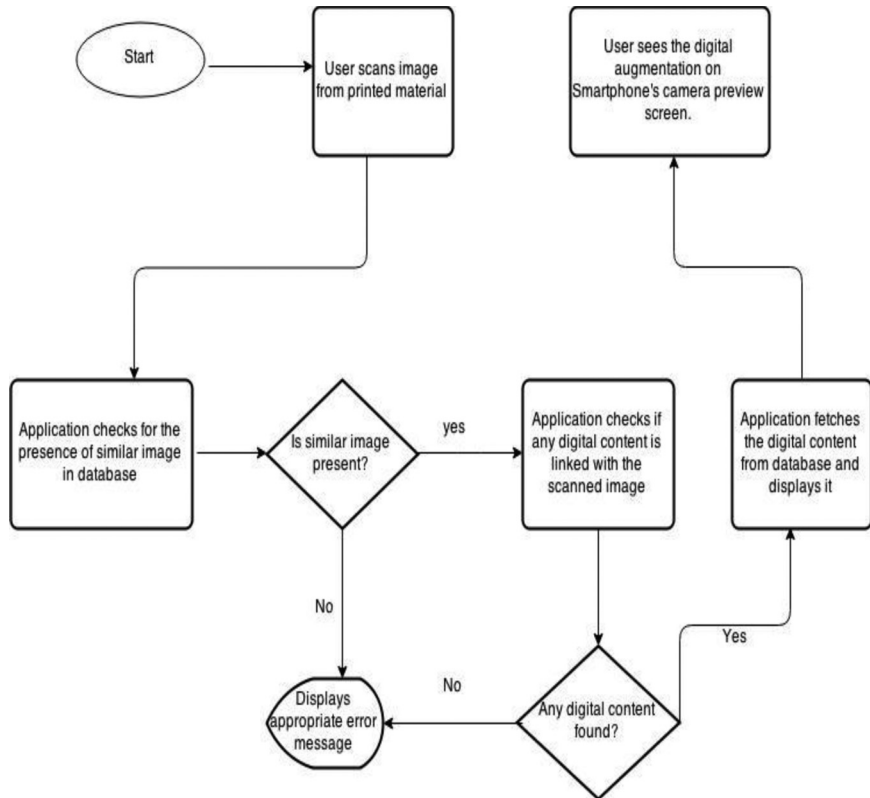 Start
User scans image
from printed material
User sees the digital
augmentation on
Smartphone's camera preview
screen.
Application checks for the
presence of similar image
in database
Is similar image
present?
yes
Application checks if
any digital content is
linked with the
scanned image
Application fetches
the digital content
from database and
displays it
No
Yes
Displays
appropriate error
message
No
Any digital content
found?